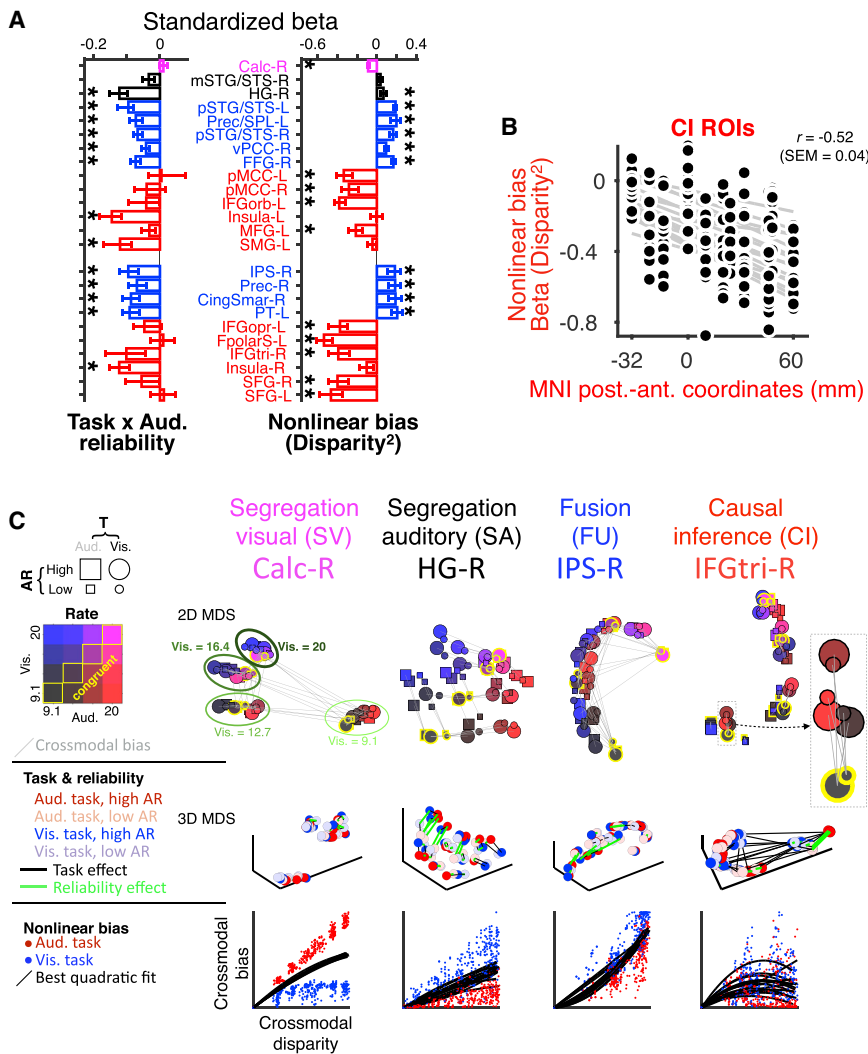 A
Standardized beta
-0.2
0
-0.6
0
0.4
Calc-R
mSTG/STS-R
HG-R
pSTG/STS-L
Prec/SPL-L
pSTG/STS-R
vPCC-R
FFG-R
pMCC-L
pMCC-R
IFGorb-L
Insula-L
MFG-L
SMG-L
IPS-R
Prec-R
CingSmar-R
PT-L
IFGopr-L
FpolarS-L
IFGtri-R
Insula-R
SFG-R
SFG-L
Task x Aud.
reliability
Nonlinear bias
(Disparity²)
B
CI ROIs
r = -0.52
(SEM = 0.04)
Nonlinear bias
Beta (Disparity²)
0
-0.4
-0.8
-32
0
60
MNI post.-ant. coordinates (mm)
C
T
Aud.
Vis.
AR
High
Low
Rate
20
Vis.
9.1
congruent
9.1
20
Aud.
Crossmodal bias
Segregation
visual (SV)
Calc-R
Segregation
auditory (SA)
HG-R
Fusion
(FU)
IPS-R
Causal
inference (CI)
IFGtri-R
2D MDS
Vis. = 16.4
Vis. = 20
Vis. = 12.7
Vis. = 9.1
Task & reliability
Aud. task, high AR
Aud. task, low AR
Vis. task, high AR
Vis. task, low AR
Task effect
Reliability effect
3D MDS
Nonlinear bias
Aud. task
Vis. task
Best quadratic fit
Crossmodal
bias
Crossmodal
disparity